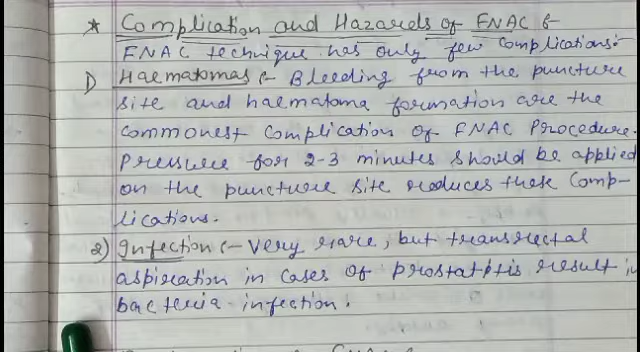 * Complication and Hazards of FNAC :-
FNAC technique has only few complications:-
1) Haematomas :- Bleeding from the puncture
site and haematoma formation are the
commonest complication of FNAC Procedure.
Pressure for 2-3 minutes should be applied
on the puncture site reduces these Comp-
lications.
2) Infection :- Very rare, but transrectal
aspiration in cases of prostatitis result in
bacteria infection.